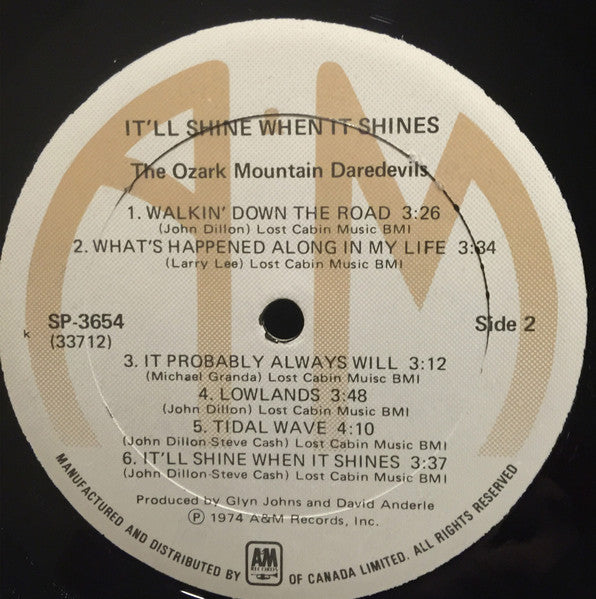 A&M
IT'LL SHINE WHEN IT SHINES
The Ozark Mountain Daredevils
1. WALKIN' DOWN THE ROAD 3:26
(John Dillon) Lost Cabin Music BMI
2. WHAT'S HAPPENED ALONG IN MY LIFE 3:34
(Larry Lee) Lost Cabin Music BMI
SP-3654
Side 2
k
(33712)
3. IT PROBABLY ALWAYS WILL 3:12
(Michael Granda) Lost Cabin Muisc BMI
4. LOWLANDS 3:48
(John Dillon) Lost Cabin Music BMI
5. TIDAL WAVE 4:10
(John Dillon-Steve Cash) Lost Cabin Music BMI
6. IT'LL SHINE WHEN IT SHINES 3:37
(John Dillon-Steve Cash) Lost Cabin Music BMI
Produced by Glyn Johns and David Anderle
Ⓟ 1974 A&M Records, Inc.
MANUFACTURED AND DISTRIBUTED BY A&M RECORDS OF CANADA LIMITED. ALL RIGHTS RESERVED